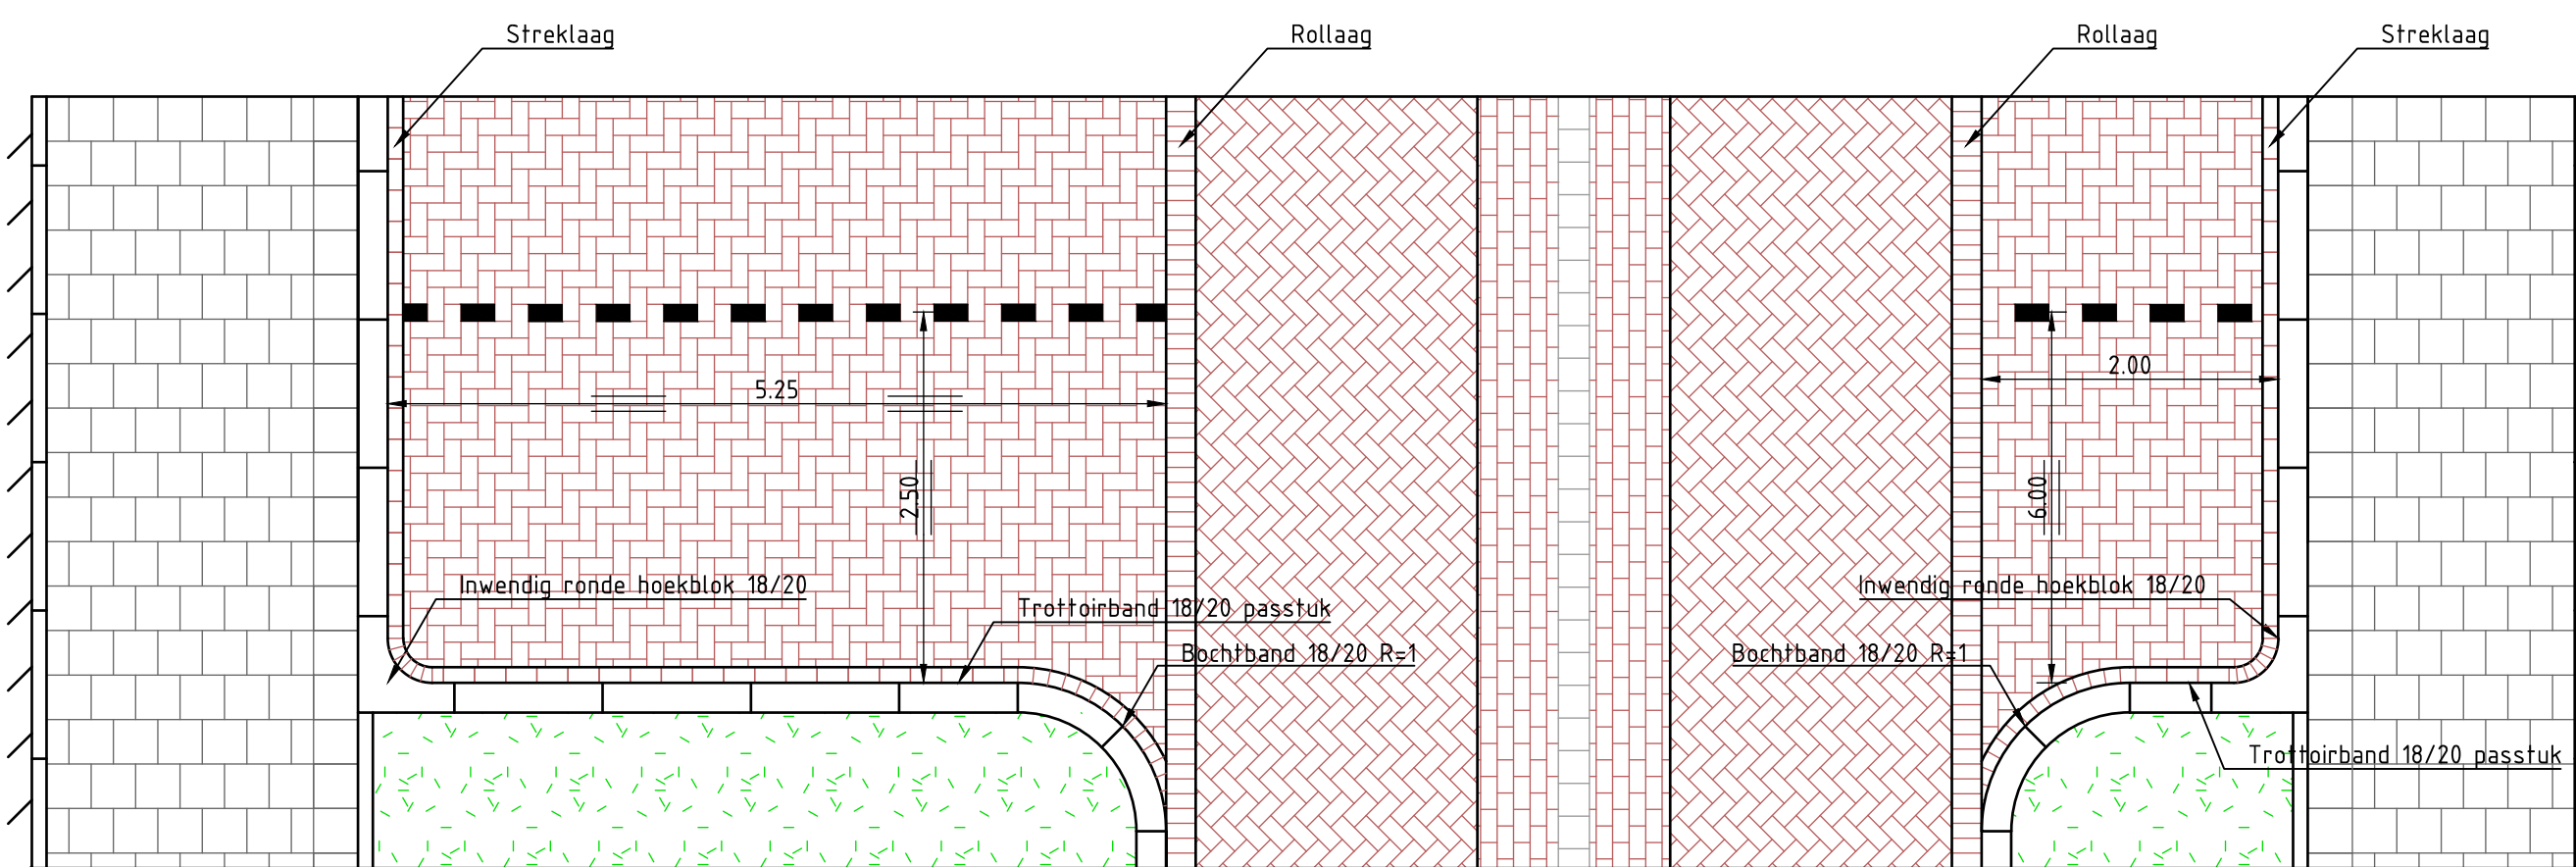 Streklaag
Rollaag
Rollaag
Streklaag
2.00
5.25
2.50
6.00
Inwendig ronde hoekblok 18/20
Inwendig ronde hoekblok 18/20
Trottoirband 18/20 passtuk
Bochtband 18/20 R=1
Bochtband 18/20 R=1
Trottoirband 18/20 passtuk